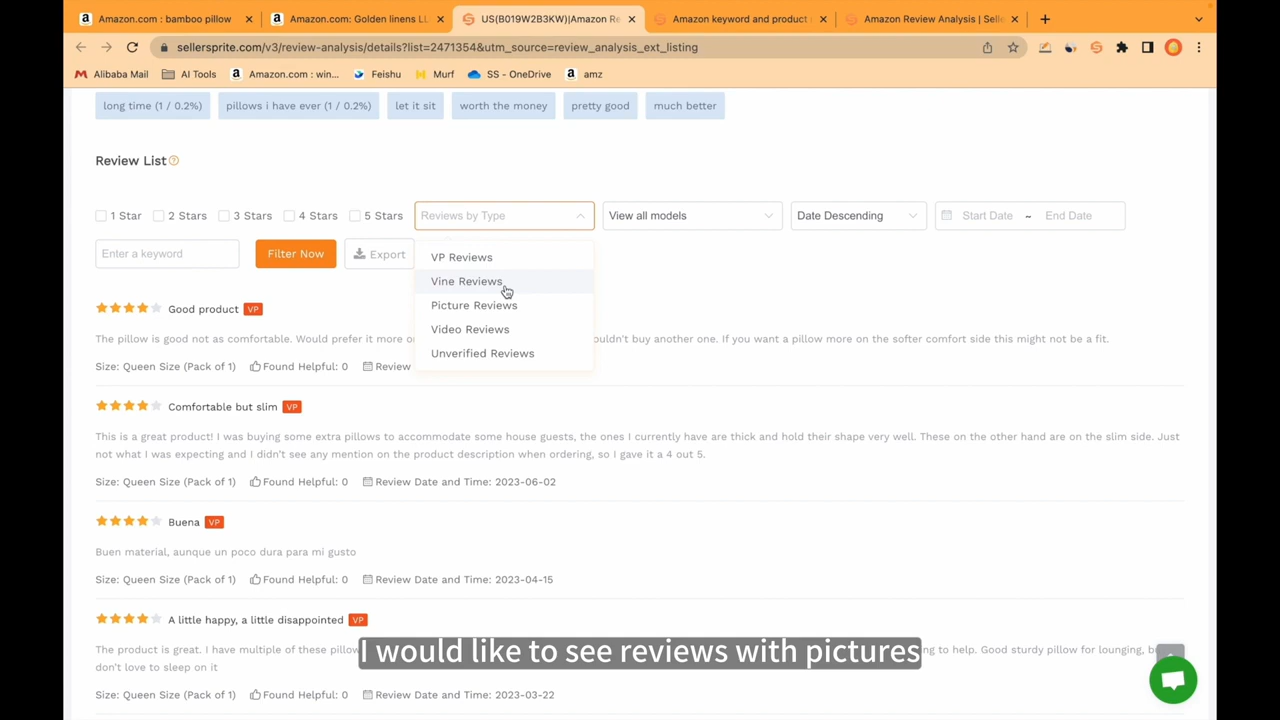 Amazon.com : bamboo pillow
Amazon.com: Golden linens LL
US(B019W2B3KW)|Amazon Re
Amazon keyword and product
Amazon Review Analysis | Selle
sellersprite.com/v3/review-analysis/details?list=2471354&utm_source=review_analysis_ext_listing
Alibaba Mail AI Tools Amazon.com : win... Feishu Murf SS - OneDrive amz
long time (1 / 0.2%) pillows i have ever (1 / 0.2%) let it sit worth the money pretty good much better
Review List
1 Star 2 Stars 3 Stars 4 Stars 5 Stars Reviews by Type View all models Date Descending Start Date ~ End Date
Enter a keyword Filter Now Export
VP Reviews
Vine Reviews
Picture Reviews
Video Reviews
Unverified Reviews
Good product VP
The pillow is good not as comfortable. Would prefer it more or
uldn't buy another one. If you want a pillow more on the softer comfort side this might not be a fit.
Size: Queen Size (Pack of 1) Found Helpful: 0 Review
Comfortable but slim VP
This is a great product! I was buying some extra pillows to accommodate some house guests, the ones I currently have are thick and hold their shape very well. These on the other hand are on the slim side. Just
not what I was expecting and I didn't see any mention on the product description when ordering, so I gave it a 4 out 5.
Size: Queen Size (Pack of 1) Found Helpful: 0 Review Date and Time: 2023-06-02
Buena VP
Buen material, aunque un poco dura para mi gusto
Size: Queen Size (Pack of 1) Found Helpful: 0 Review Date and Time: 2023-04-15
A little happy, a little disappointed VP
The product is great. I have multiple of these pillow
ing to help. Good sturdy pillow for lounging, b
don't love to sleep on it
Size: Queen Size (Pack of 1) Found Helpful: 0 Review Date and Time: 2023-03-22
I would like to see reviews with pictures